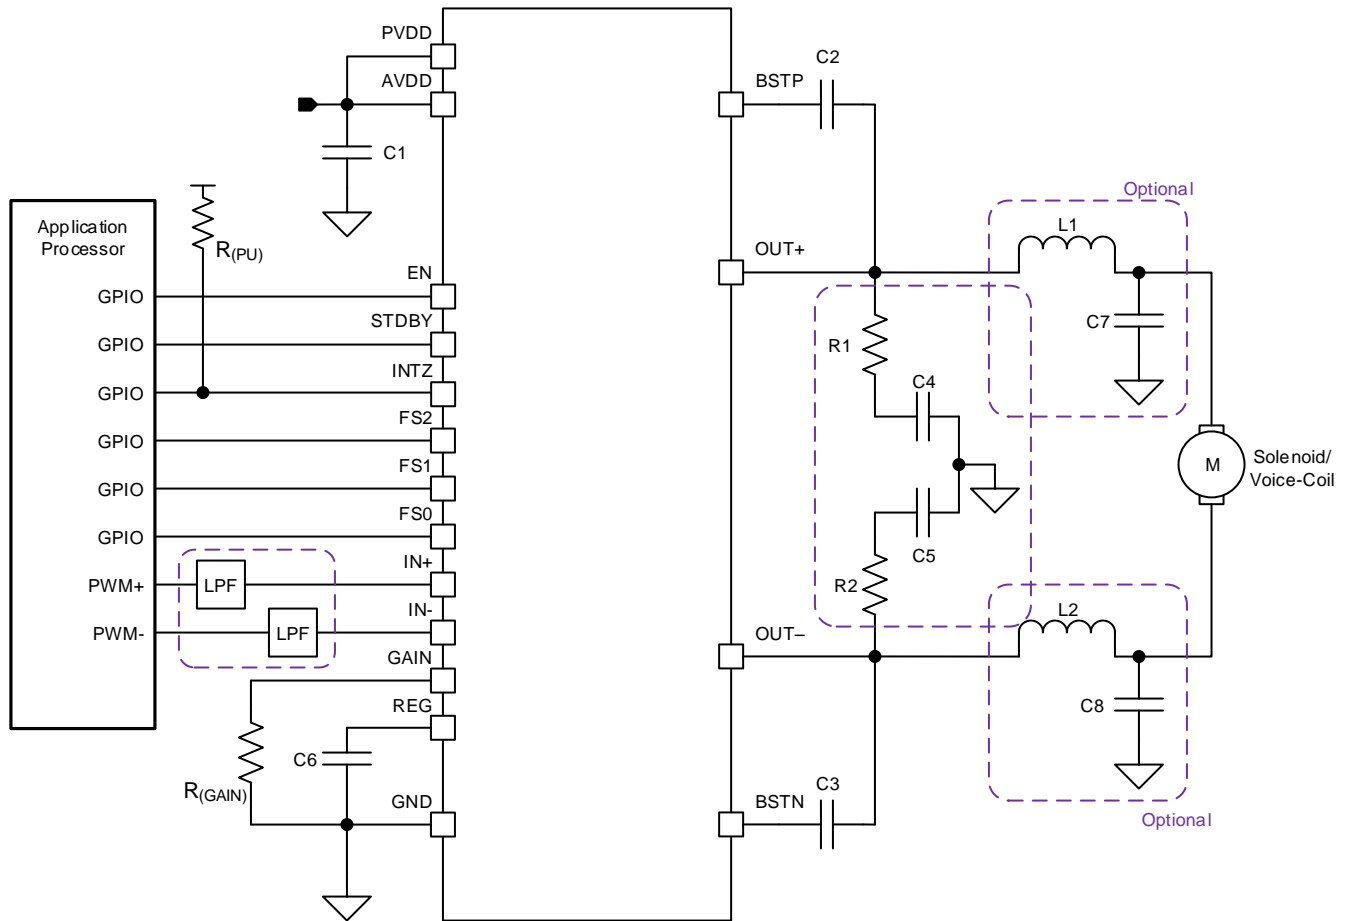 PVDD
AVDD
C1
C2
BSTP
Optional
L1
Application
Processor
R(PU)
OUT+
EN
GPIO
STDBY
GPIO
C7
R1
INTZ
GPIO
C4
FS2
GPIO
M
Solenoid/
Voice-Coil
FS1
GPIO
FS0
GPIO
C5
IN+
PWM+
LPF
R2
IN-
PWM-
LPF
L2
OUT–
GAIN
REG
C8
C6
R(GAIN)
C3
GND
BSTN
Optional